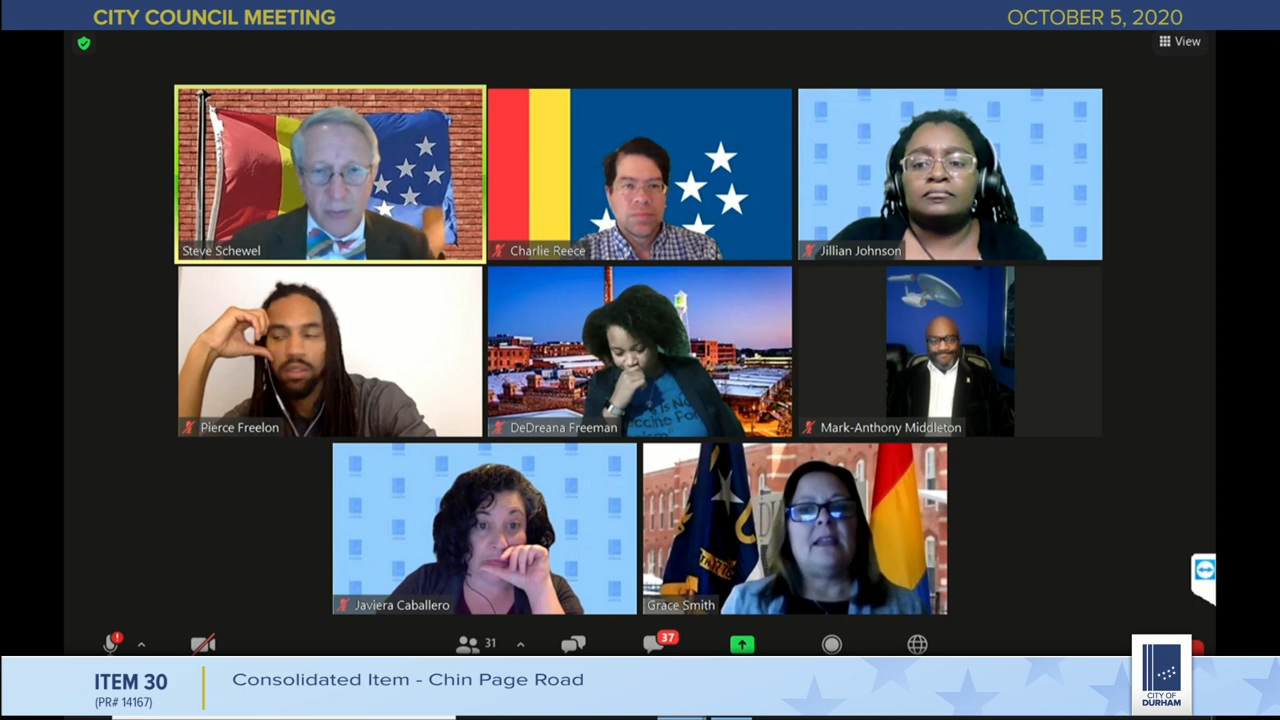 CITY COUNCIL MEETING
OCTOBER 5, 2020
View
Steve Schewel
Charlie Reece
Jillian Johnson
Pierce Freelon
DeDreana Freeman
Mark-Anthony Middleton
Javiera Caballero
Grace Smith
31
37
ITEM 30
(PR# 14167)
Consolidated Item - Chin Page Road
CITY OF
DURHAM